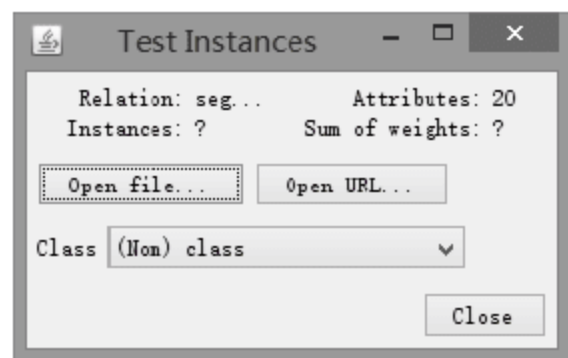 Test Instances
Relation: seg... Attributes: 20
Instances: ? Sum of weights: ?
Open file... Open URL...
Class (Nom) class
Close